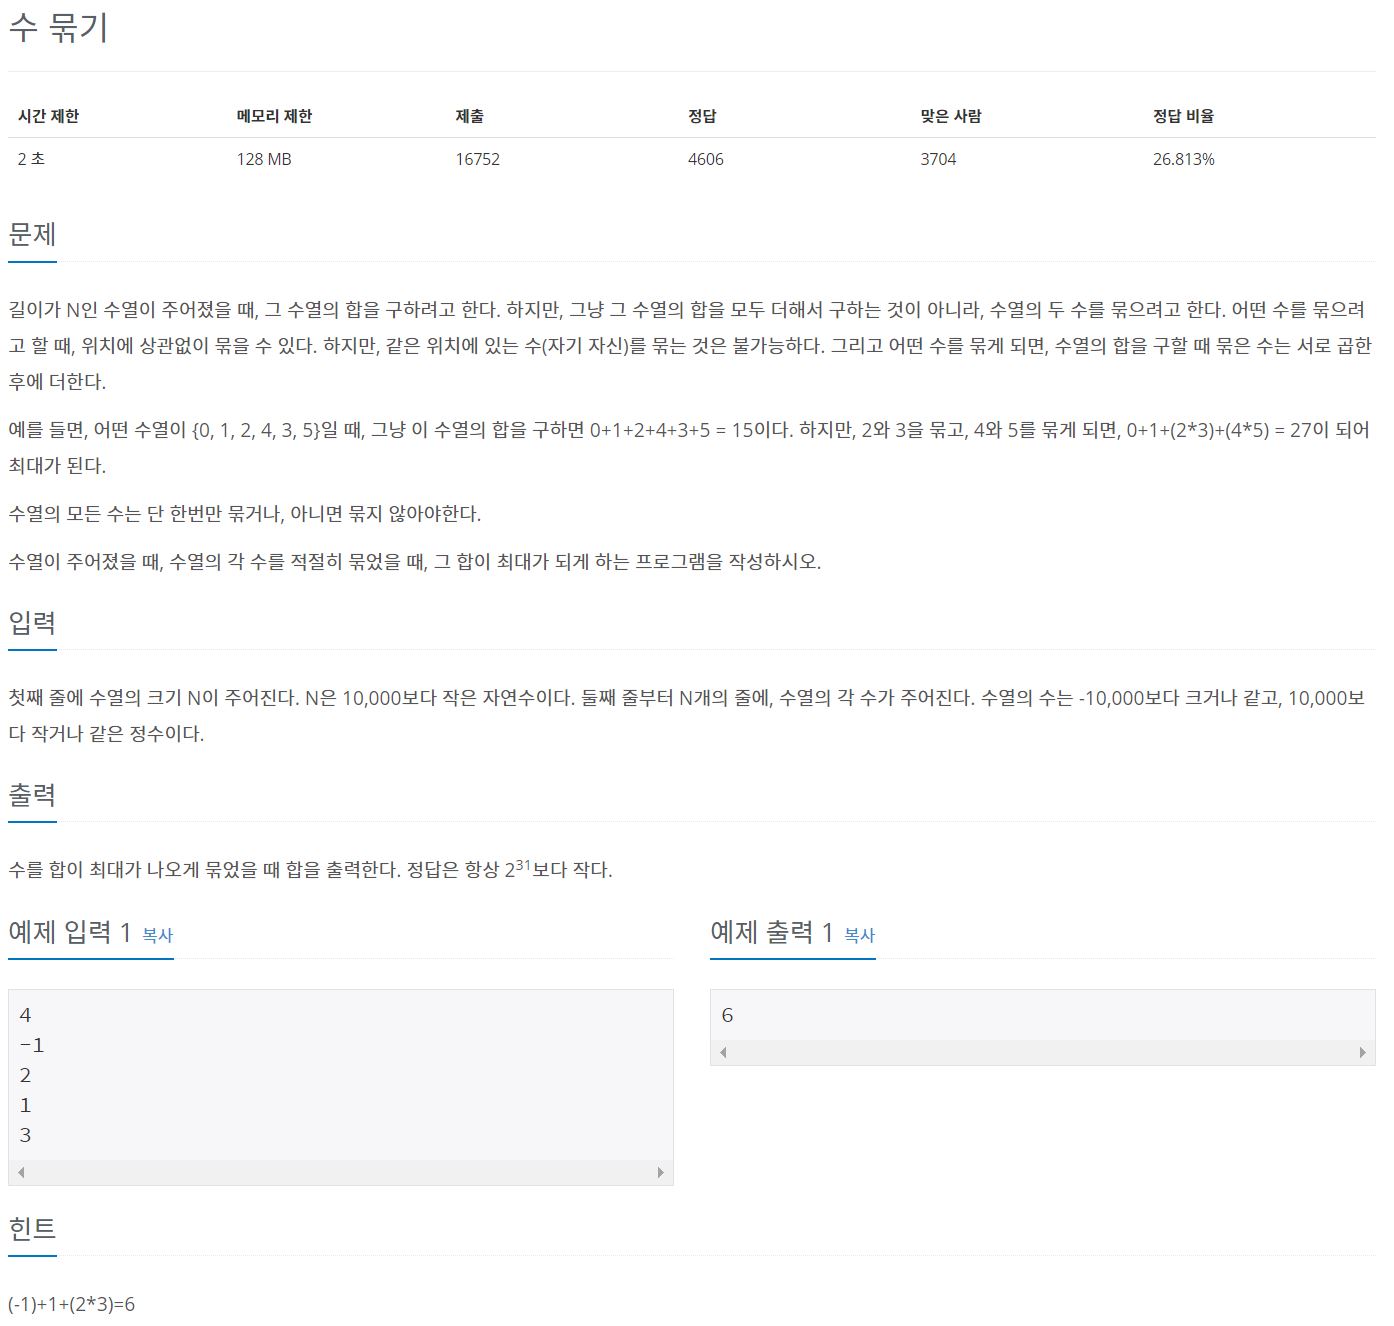 수 묶기
시간 제한 메모리 제한 제출 정답 맞은 사람 정답 비율
2 초 128 MB 16752 4606 3704 26.813%
문제
길이가 N인 수열이 주어졌을 때, 그 수열의 합을 구하려고 한다. 하지만, 그냥 그 수열의 합을 모두 더해서 구하는 것이 아니라, 수열의 두 수를 묶으려고 한다. 어떤 수를 묶으려
고 할 때, 위치에 상관없이 묶을 수 있다. 하지만, 같은 위치에 있는 수(자기 자신)를 묶는 것은 불가능하다. 그리고 어떤 수를 묶게 되면, 수열의 합을 구할 때 묶은 수는 서로 곱한
후에 더한다.
예를 들면, 어떤 수열이 {0, 1, 2, 4, 3, 5}일 때, 그냥 이 수열의 합을 구하면 0+1+2+4+3+5 = 15이다. 하지만, 2와 3을 묶고, 4와 5를 묶게 되면, 0+1+(2*3)+(4*5) = 27이 되어
최대가 된다.
수열의 모든 수는 단 한번만 묶거나, 아니면 묶지 않아야한다.
수열이 주어졌을 때, 수열의 각 수를 적절히 묶었을 때, 그 합이 최대가 되게 하는 프로그램을 작성하시오.
입력
첫째 줄에 수열의 크기 N이 주어진다. N은 10,000보다 작은 자연수이다. 둘째 줄부터 N개의 줄에, 수열의 각 수가 주어진다. 수열의 수는 -10,000보다 크거나 같고, 10,000보
다 작거나 같은 정수이다.
출력
수를 합이 최대가 나오게 묶었을 때 합을 출력한다. 정답은 항상 2³¹보다 작다.
예제 입력 1 복사
4
-1
2
1
3
예제 출력 1 복사
6
힌트
(-1)+1+(2*3)=6